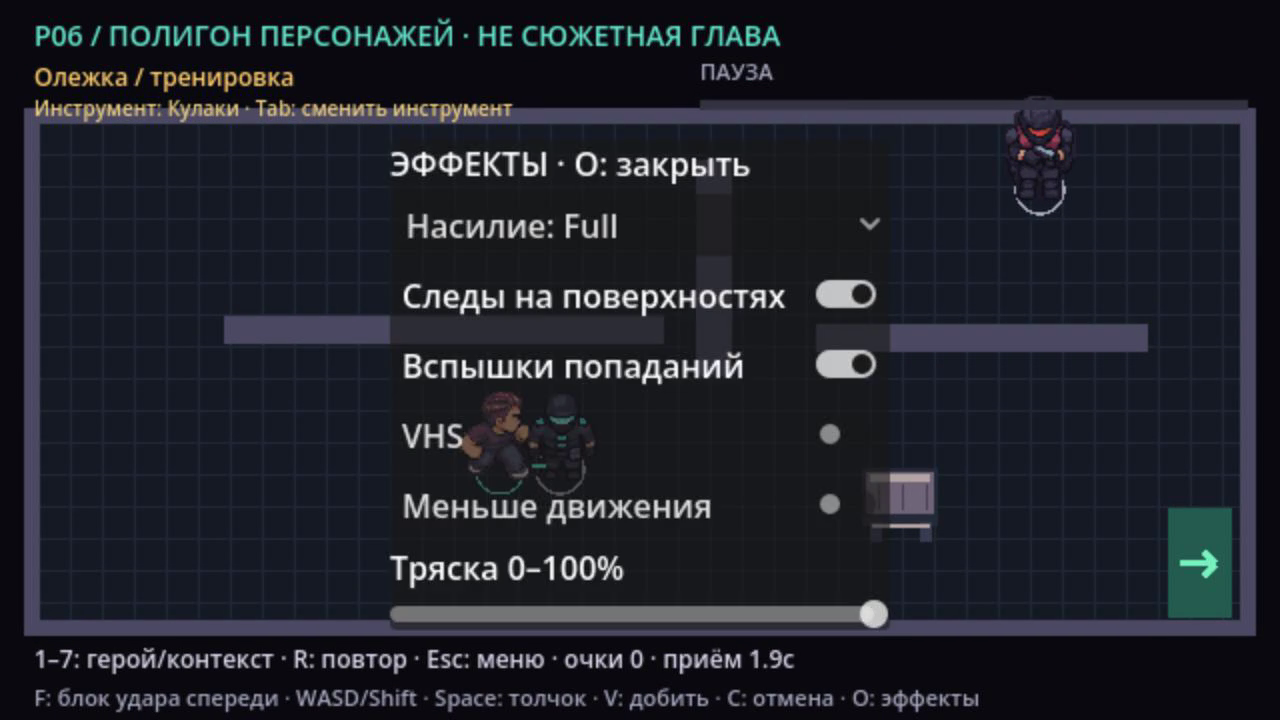 P06 / ПОЛИГОН ПЕРСОНАЖЕЙ · НЕ СЮЖЕТНАЯ ГЛАВА
Олежка / тренировка
ПАУЗА
Инструмент: Кулаки · Tab: сменить инструмент
ЭФФЕКТЫ · O: закрыть
Насилие: Full
Следы на поверхностях
Вспышки попаданий
VHS
Меньше движения
Тряска 0–100%
→
1–7: герой/контекст · R: повтор · Esc: меню · очки 0 · приём 1.9с
F: блок удара спереди · WASD/Shift · Space: толчок · V: добить · C: отмена · O: эффекты